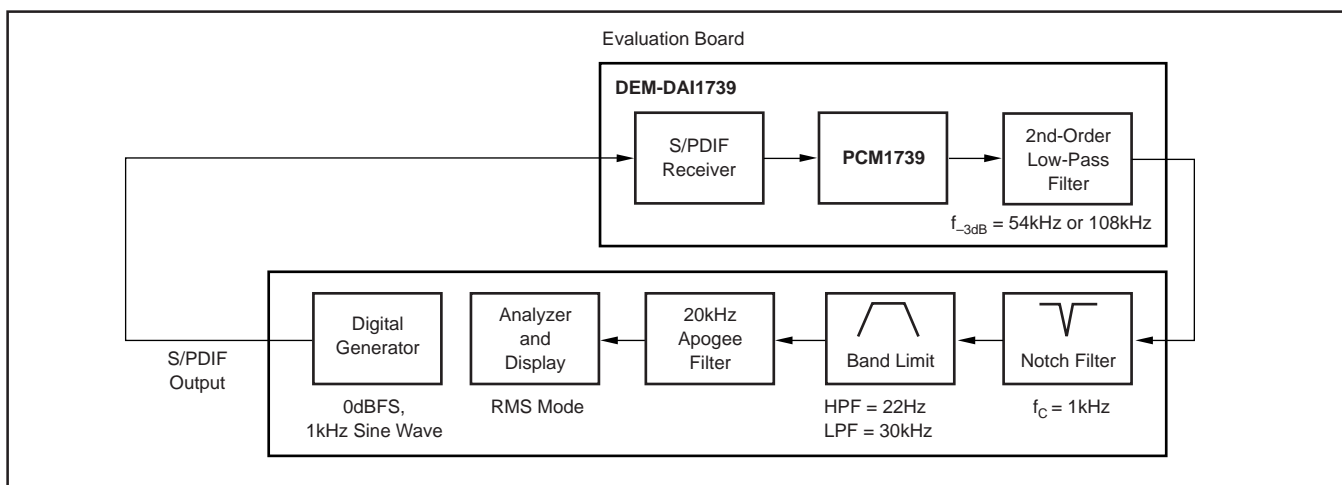 Evaluation Board
DEM-DAI1739
S/PDIF
Receiver
PCM1739
2nd-Order
Low-Pass
Filter
f–3dB = 54kHz or 108kHz
S/PDIF
Output
Digital
Generator
0dBFS,
1kHz Sine Wave
Analyzer
and
Display
RMS Mode
20kHz
Apogee
Filter
Band Limit
HPF = 22Hz
LPF = 30kHz
Notch Filter
fC = 1kHz